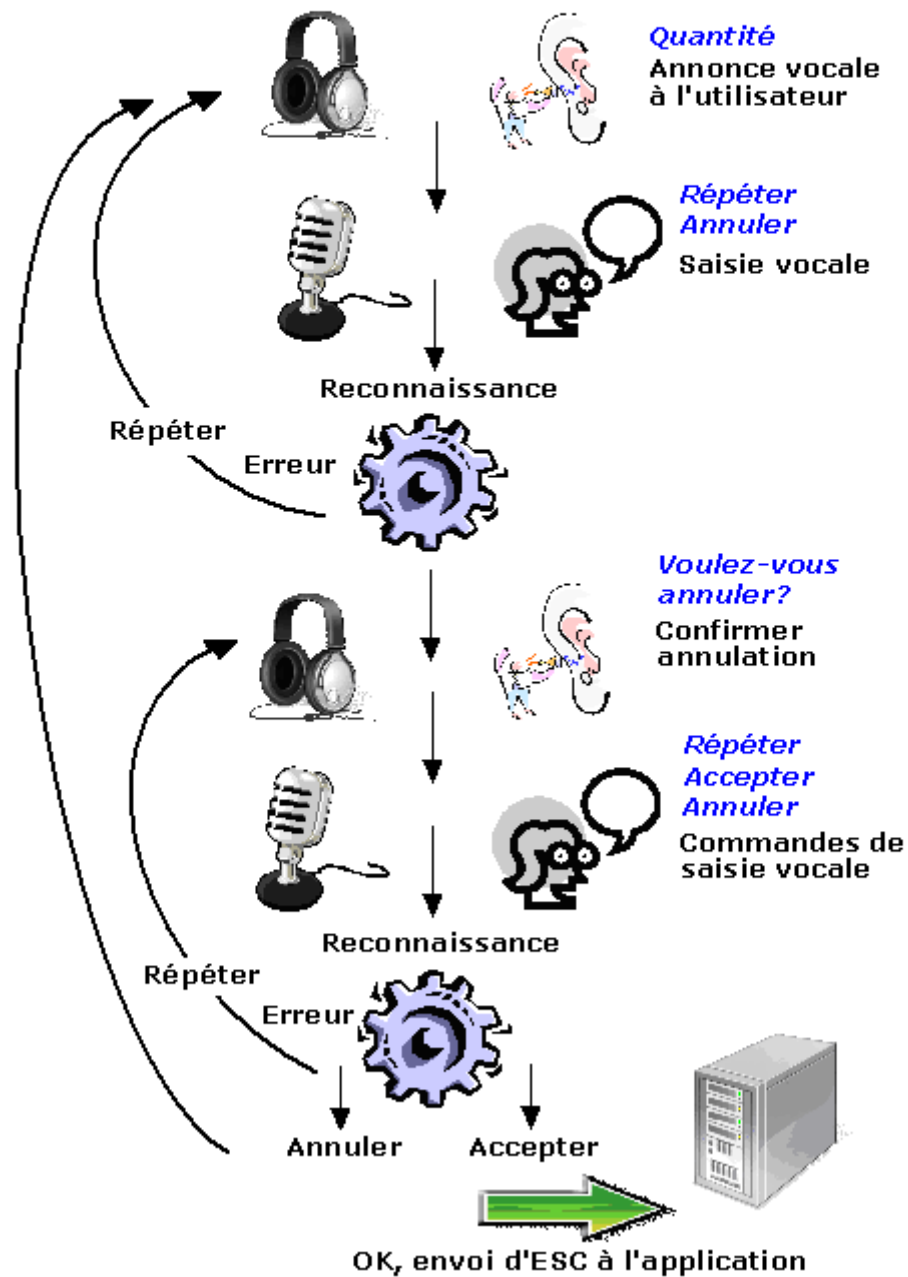 Quantité
Annonce vocale
à l'utilisateur
Répéter
Annuler
Saisie vocale
Reconnaissance
Répéter
Erreur
Voulez-vous
annuler?
Confirmer
annulation
Répéter
Accepter
Annuler
Commandes de
saisie vocale
Reconnaissance
Répéter
Erreur
Annuler
Accepter
OK, envoi d'ESC à l'application